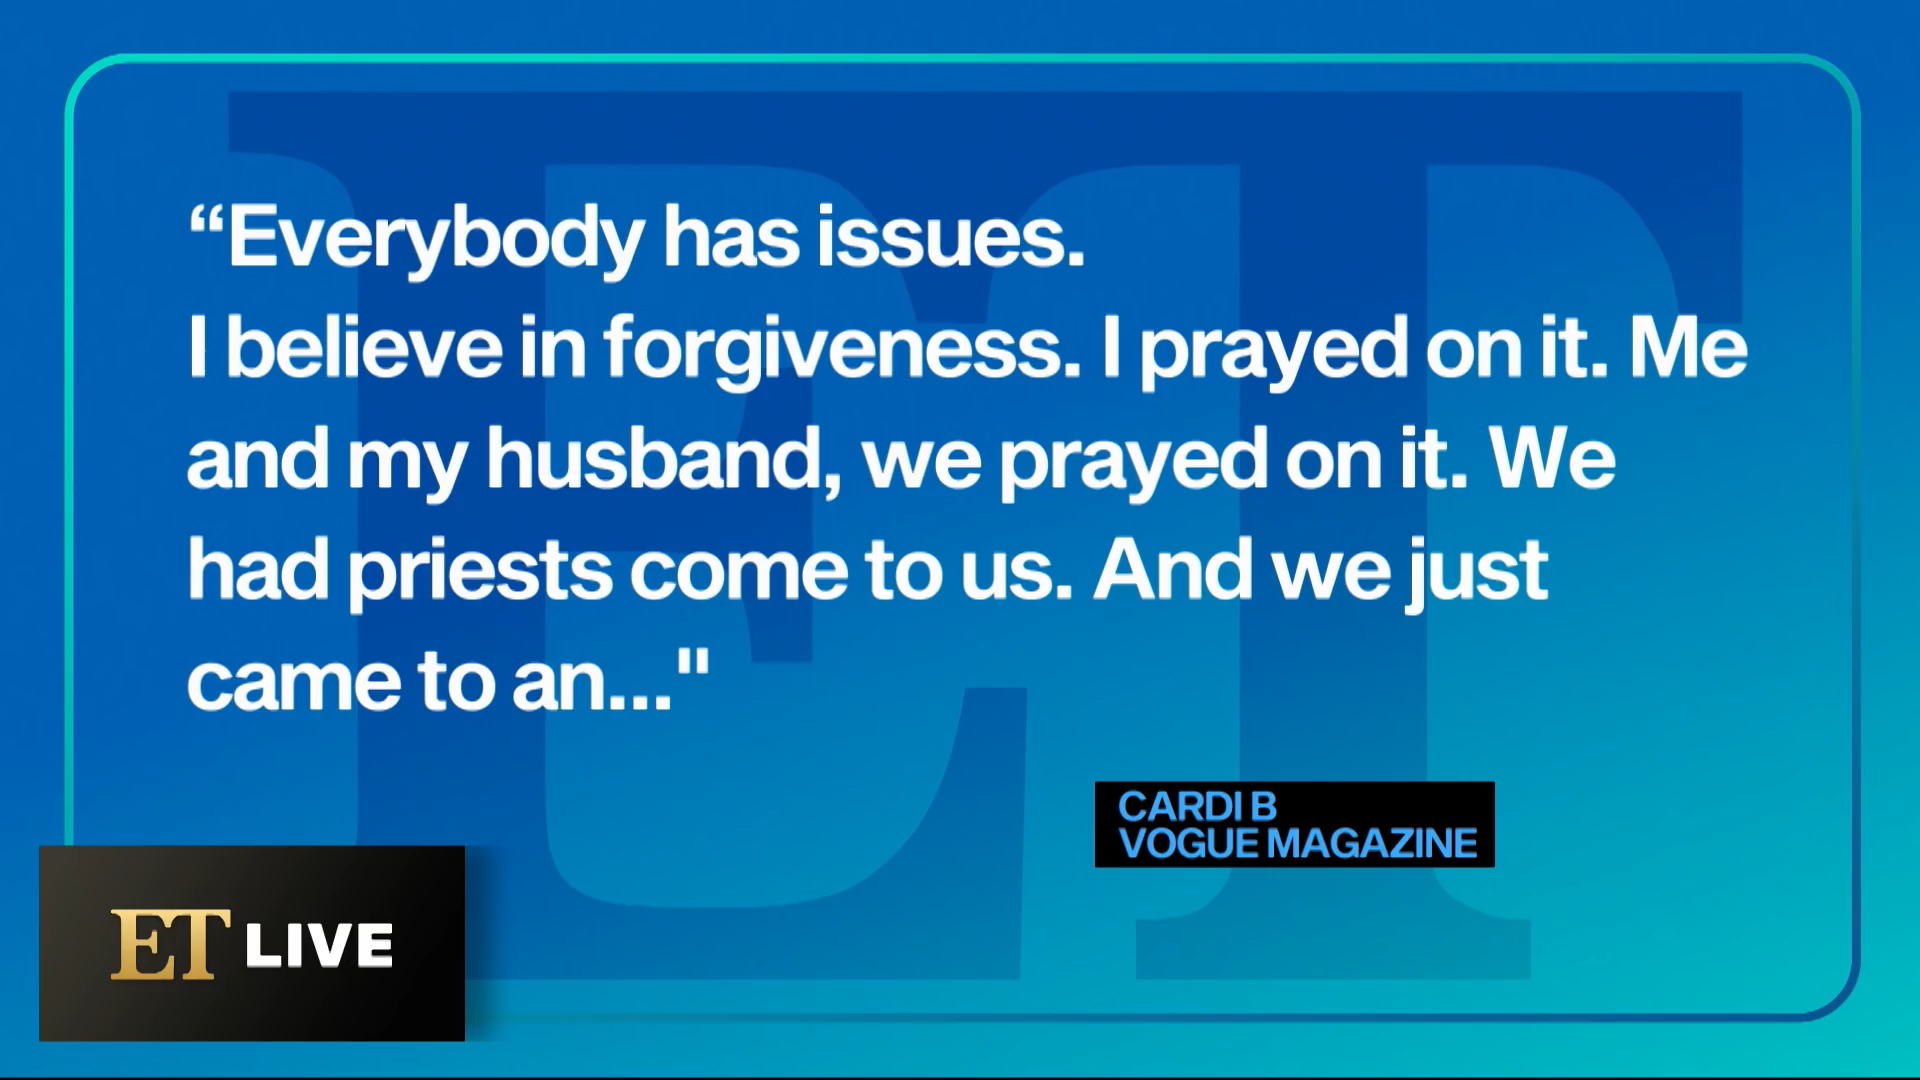 “Everybody has issues.
I believe in forgiveness. I prayed on it. Me
and my husband, we prayed on it. We
had priests come to us. And we just
came to an..."
CARDI B
VOGUE MAGAZINE
ET LIVE